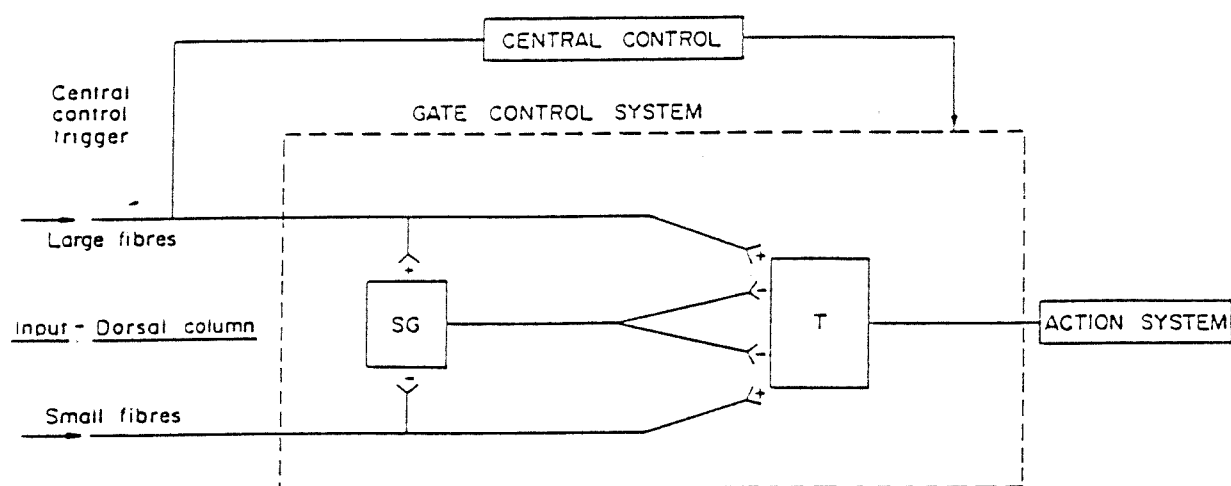 CENTRAL CONTROL
Central
control
trigger
GATE CONTROL SYSTEM
Large fibres
+
+
-
SG
T
ACTION SYSTEM
Input - Dorsal column
-
-
+
Small fibres